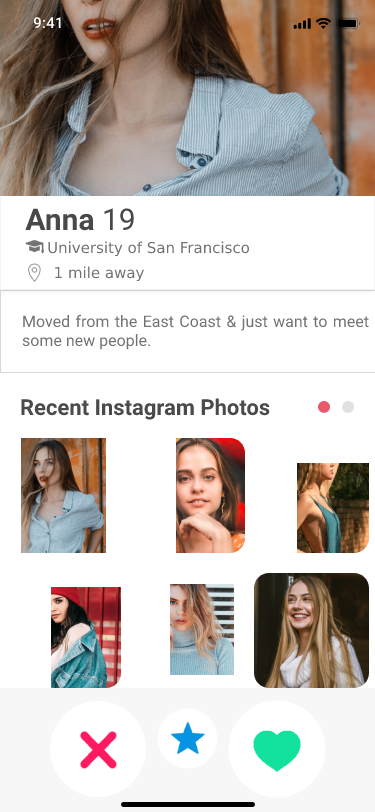 9:41
Anna 19
University of San Francisco
1 mile away
Moved from the East Coast & just want to meet
some new people.
Recent Instagram Photos